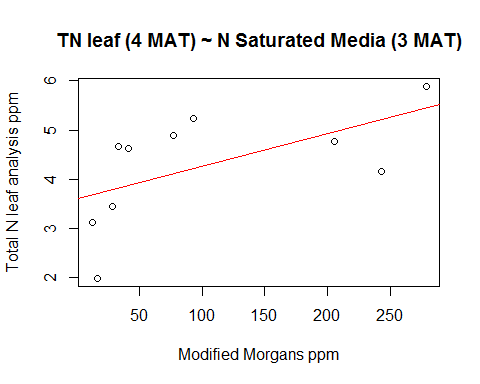 TN leaf (4 MAT) ~ N Saturated Media (3 MAT)
Total N leaf analysis ppm
6
5
4
3
2
50 100 150 200 250
Modified Morgans ppm